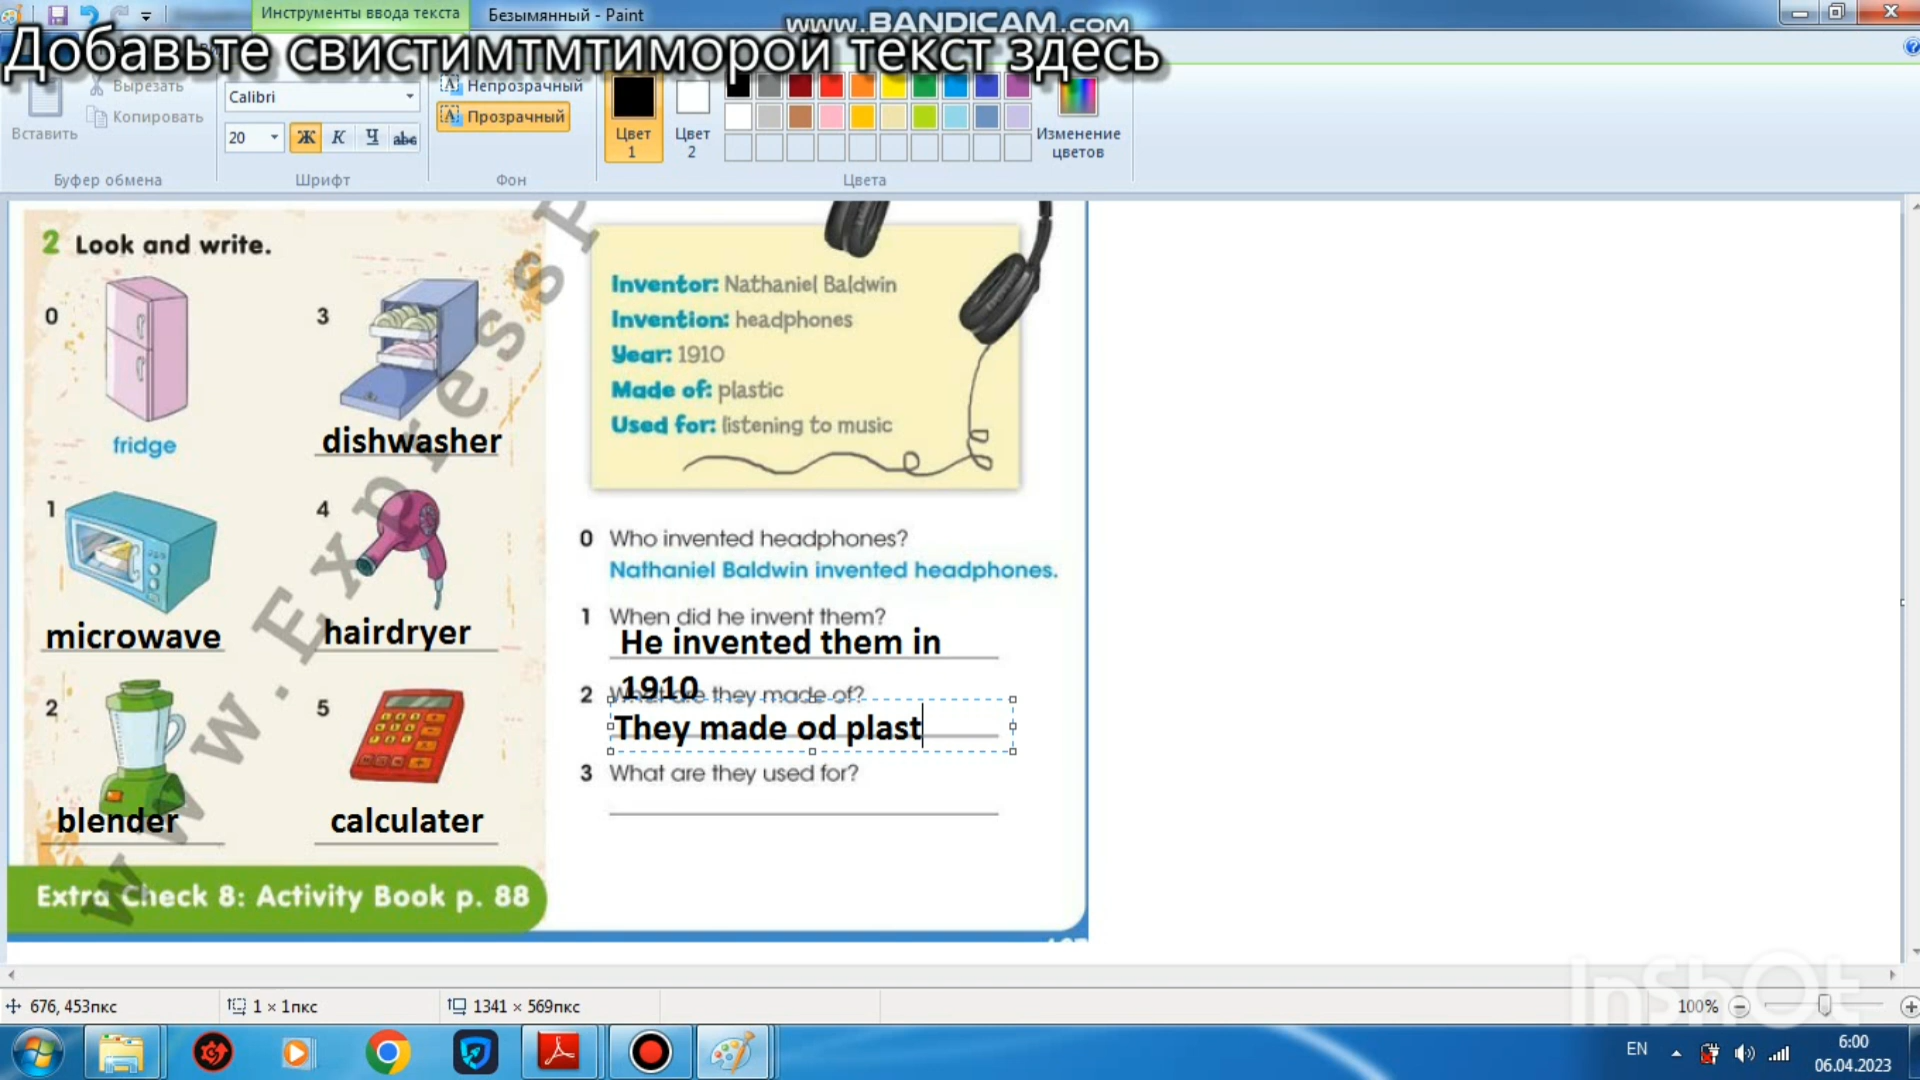 Инструменты ввода текста
Безымянный - Paint
www.BANDICAM.com
Добавьте свистимтмтиморой текст здесь
Вставить
Вырезать
Копировать
Буфер обмена
Calibri
20
Ж К Ч abc
Шрифт
Непрозрачный
Прозрачный
Фон
Цвет 1
Цвет 2
Изменение цветов
Цвета
2 Look and write.
0
fridge
3
dishwasher
1
microwave
4
hairdryer
2
blender
5
calculater
Extra Check 8: Activity Book p. 88
Inventor: Nathaniel Baldwin
Invention: headphones
Year: 1910
Made of: plastic
Used for: listening to music
0 Who invented headphones?
Nathaniel Baldwin invented headphones.
1 When did he invent them?
He invented them in
1910
2 What are they made of?
They made od plast
3 What are they used for?
676, 453пкс
1 × 1пкс
1341 × 569пкс
100%
InShOt
EN
6:00
06.04.2023